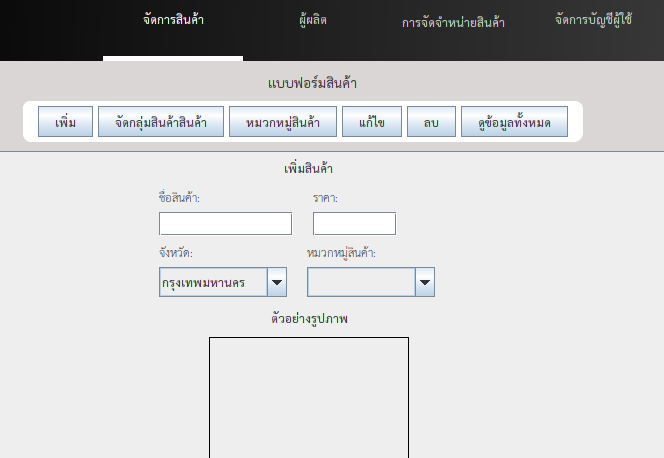 จัดการสินค้า ผู้ผลิต การจัดจำหน่ายสินค้า จัดการบัญชีผู้ใช้
แบบฟอร์มสินค้า
เพิ่ม จัดกลุ่มสินค้าสินค้า หมวกหมู่สินค้า แก้ไข ลบ ดูข้อมูลทั้งหมด
เพิ่มสินค้า
ชื่อสินค้า: ราคา:
จังหวัด: หมวกหมู่สินค้า:
กรุงเทพมหานคร
ตัวอย่างรูปภาพ